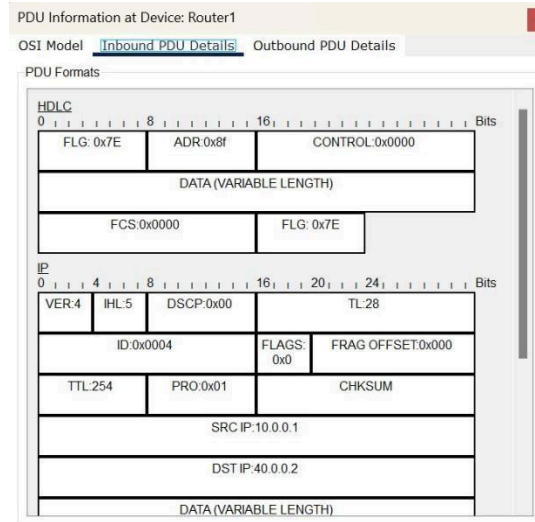 PDU Information at Device: Router1
OSI Model Inbound PDU Details Outbound PDU Details
PDU Formats
HDLC
0 8 16 Bits
FLG: 0x7E ADR:0x8f CONTROL:0x0000
DATA (VARIABLE LENGTH)
FCS:0x0000 FLG: 0x7E
IP
0 4 8 16 20 24 Bits
VER:4 IHL:5 DSCP:0x00 TL:28
ID:0x0004 FLAGS: 0x0 FRAG OFFSET:0x000
TTL:254 PRO:0x01 CHKSUM
SRC IP:10.0.0.1
DST IP:40.0.0.2
DATA (VARIABLE LENGTH)